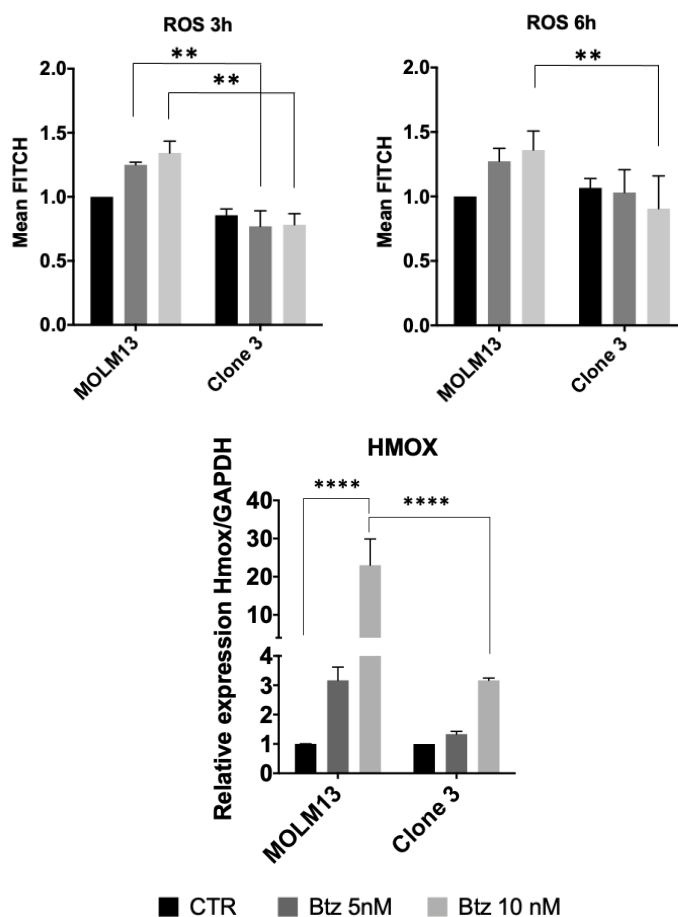 ROS 3h
**
**
Mean FITCH
2.0
1.5
1.0
0.5
0.0
MOLM13
Clone 3
ROS 6h
**
Mean FITCH
2.0
1.5
1.0
0.5
0.0
MOLM13
Clone 3
HMOX
****
****
Relative expression Hmox/GAPDH
40
30
20
10
4
3
2
1
0
MOLM13
Clone 3
CTR Btz 5nM Btz 10 nM